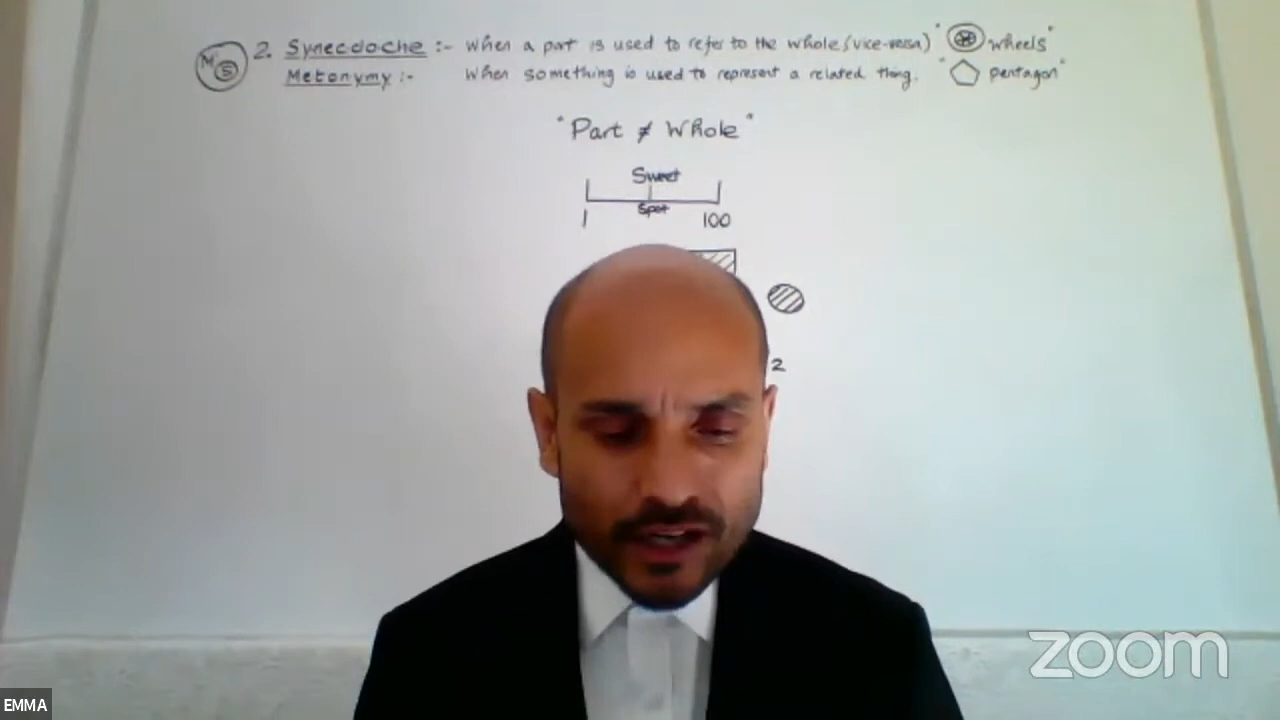 M S 2. Synecdoche :- When a part is used to refer to the whole (vice-versa) " wheels"
Metonymy :- When something is used to represent a related thing. " pentagon"
"Part ≠ Whole"
Sweet
Spot
1 100
2
zoom
EMMA